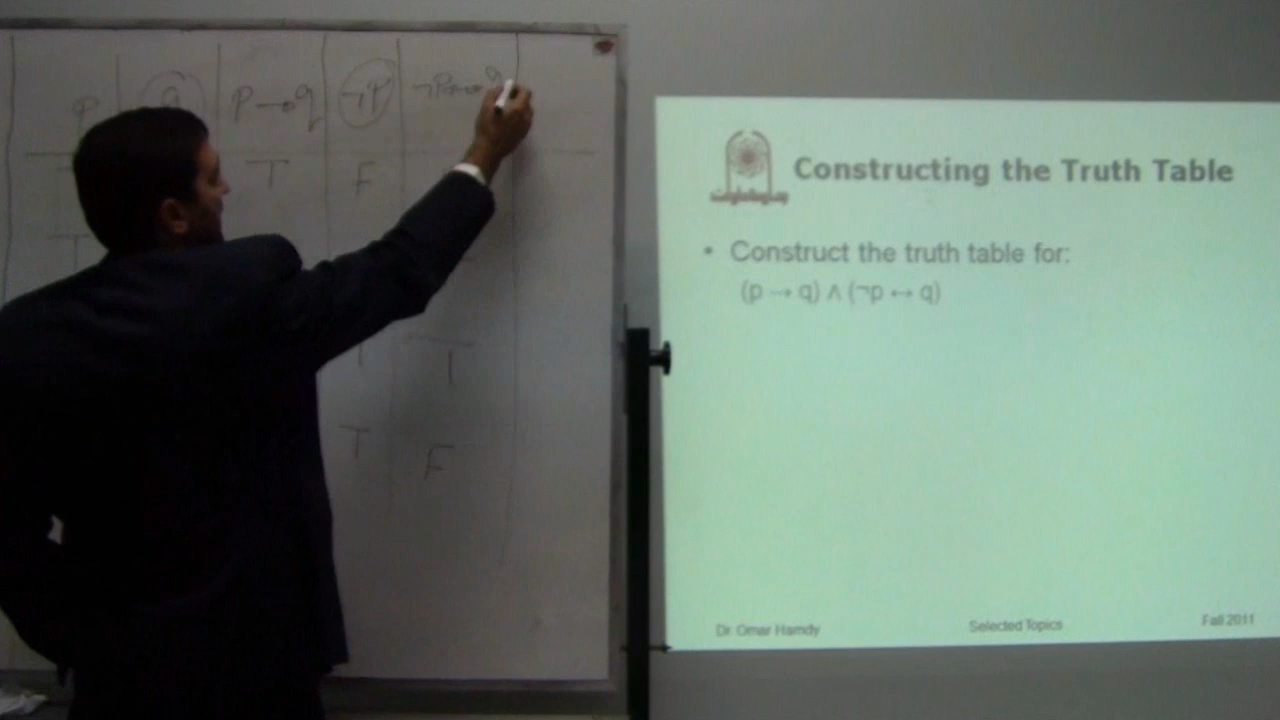 P q P → q ¬P ¬P ↔ q
T T F
T
T
T F
Constructing the Truth Table
• Construct the truth table for:
(p → q) ∧ (¬p ↔ q)
Dr. Omar Hamdy Selected Topics Fall 2011